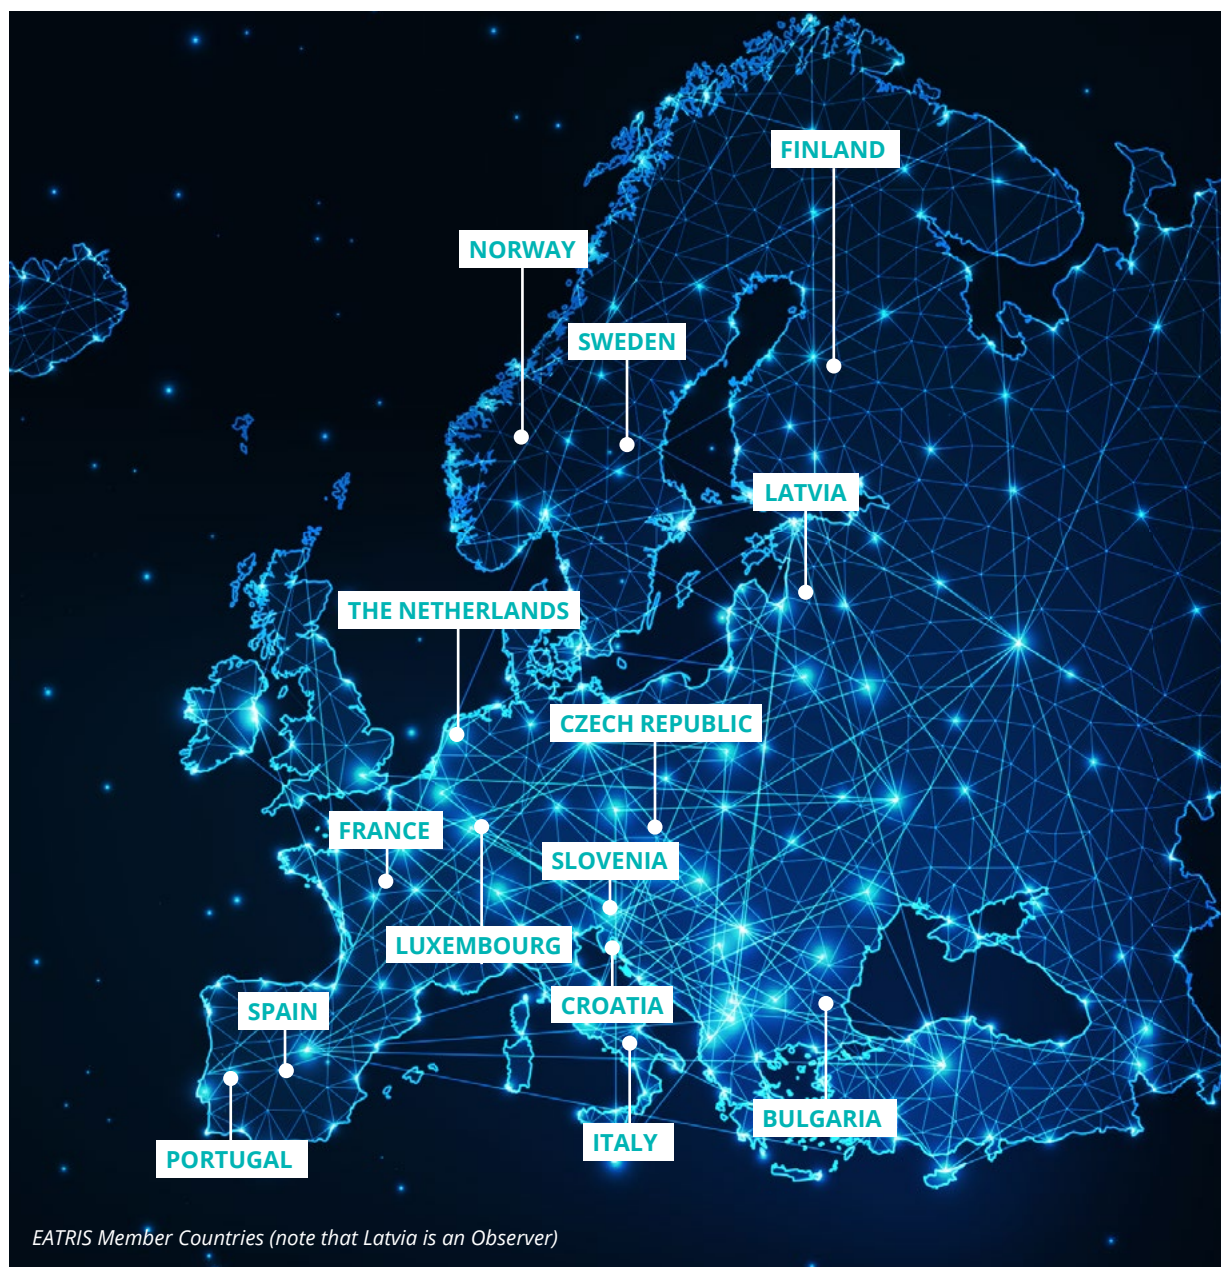 FINLAND
NORWAY
SWEDEN
LATVIA
THE NETHERLANDS
CZECH REPUBLIC
FRANCE
SLOVENIA
LUXEMBOURG
SPAIN
CROATIA
BULGARIA
ITALY
PORTUGAL
EATRIS Member Countries (note that Latvia is an Observer)